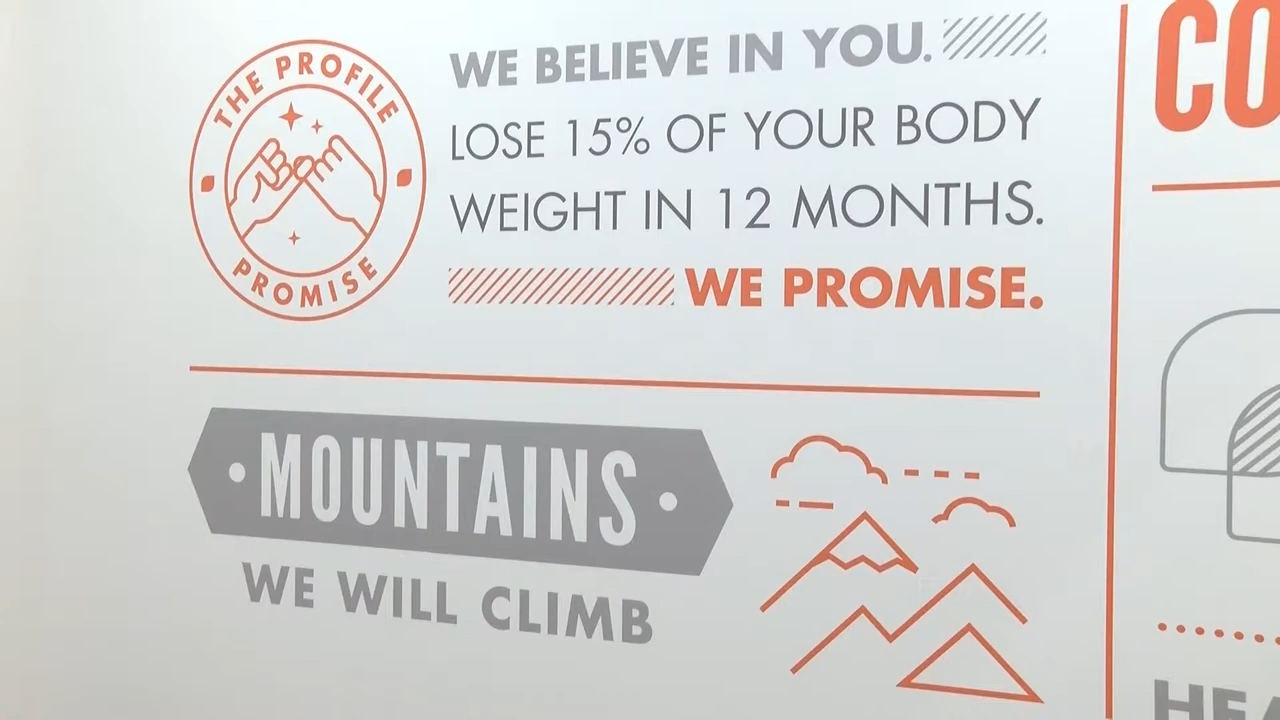 THE PROFILE
PROMISE
WE BELIEVE IN YOU.
LOSE 15% OF YOUR BODY
WEIGHT IN 12 MONTHS.
WE PROMISE.
MOUNTAINS
WE WILL CLIMB